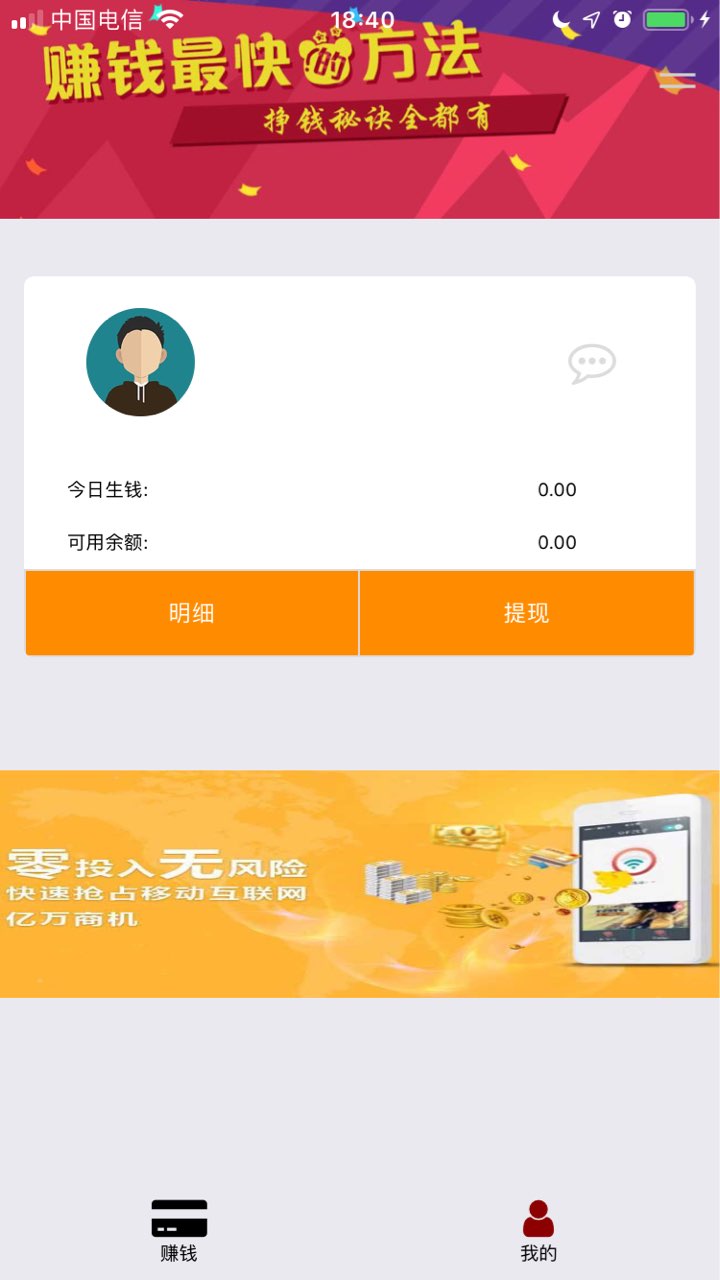 中国电信
18:40
赚钱最快的方法
挣钱秘诀全都有
今日生钱:
0.00
可用余额:
0.00
明细
提现
零投入无风险
快速抢占移动互联网
亿万商机
赚钱
我的